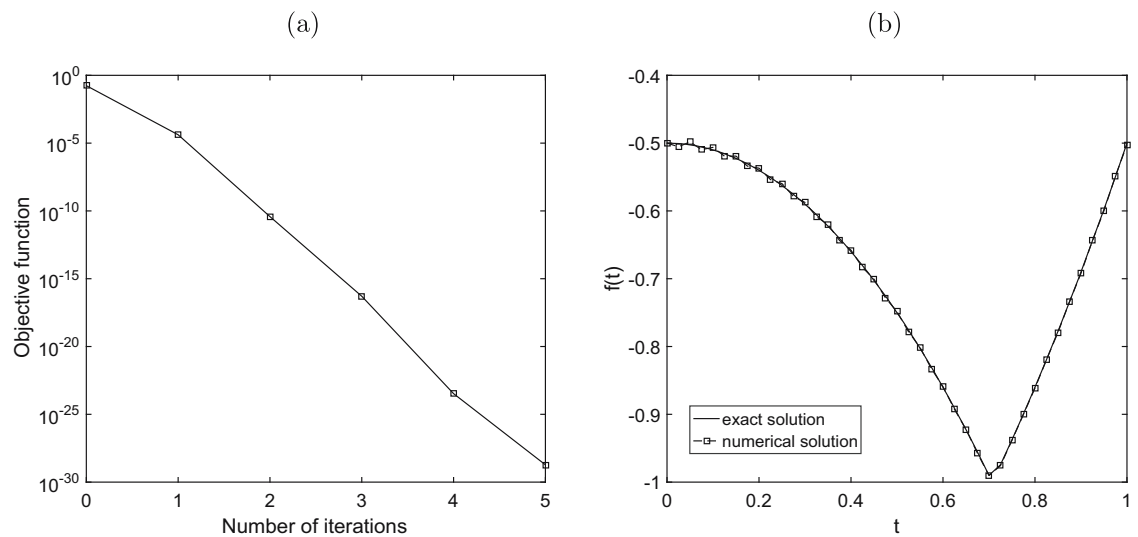 (a)
(b)
10^0
10^-5
10^-10
10^-15
10^-20
10^-25
10^-30
Objective function
0 1 2 3 4 5
Number of iterations
-0.4
-0.5
-0.6
-0.7
-0.8
-0.9
-1
f(t)
exact solution
numerical solution
0 0.2 0.4 0.6 0.8 1
t